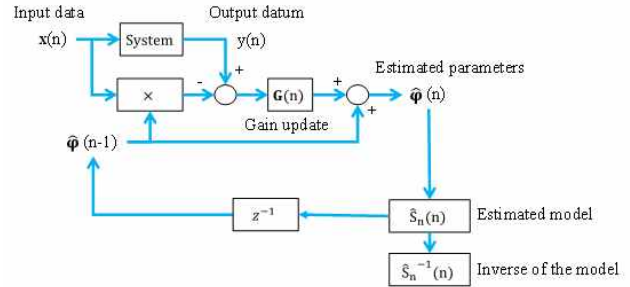 Input data
Output datum
x(n)
System
y(n)
+
Estimated parameters
×
-
G(n)
+
φ̂ (n)
+
Gain update
φ̂ (n-1)
z⁻¹
Ŝₙ(n)
Estimated model
Ŝₙ⁻¹(n)
Inverse of the model